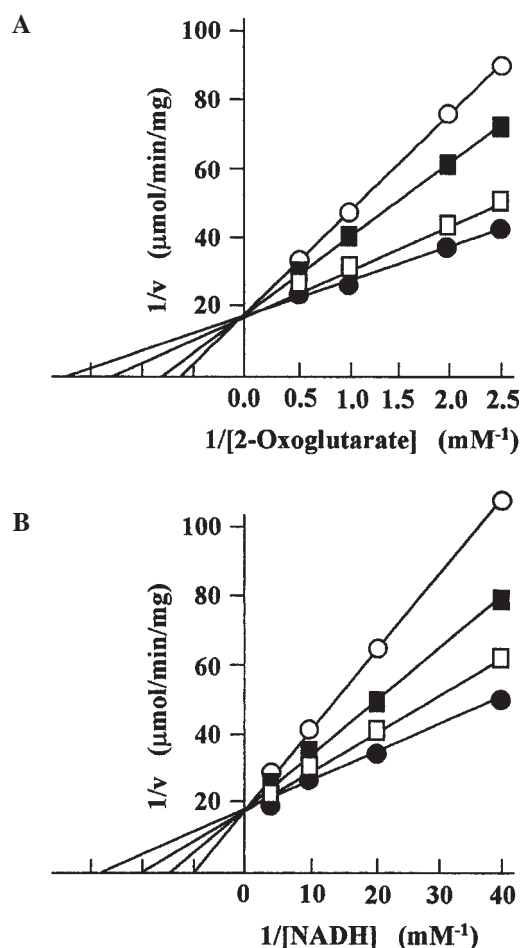 A
100
80
60
40
20
1/v (μmol/min/mg)
0.0 0.5 1.0 1.5 2.0 2.5
1/[2-Oxoglutarate] (mM⁻¹)
B
100
80
60
40
20
1/v (μmol/min/mg)
0 10 20 30 40
1/[NADH] (mM⁻¹)